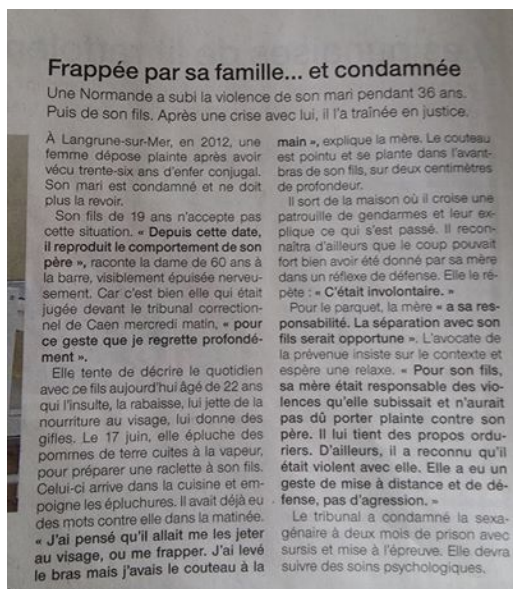 Frappée par sa famille... et condamnée
Une Normande a subi la violence de son mari pendant 36 ans.
Puis de son fils. Après une crise avec lui, il l'a traînée en justice.
À Langrune-sur-Mer, en 2012, une
femme dépose plainte après avoir
vécu trente-six ans d'enfer conjugal.
Son mari est condamné et ne doit
plus la revoir.
Son fils de 19 ans n'accepte pas
cette situation. « Depuis cette date,
il reproduit le comportement de son
père », raconte la dame de 60 ans à
la barre, visiblement épuisée nerveu-
sement. Car c'est bien elle qui était
jugée devant le tribunal correction-
nel de Caen mercredi matin, « pour
ce geste que je regrette profondé-
ment ».
Elle tente de décrire le quotidien
avec ce fils aujourd'hui âgé de 22 ans
qui l'insulte, la rabaisse, lui jette de la
nourriture au visage, lui donne des
gifles. Le 17 juin, elle épluche des
pommes de terre cuites à la vapeur,
pour préparer une raclette à son fils.
Celui-ci arrive dans la cuisine et em-
poigne les épluchures. Il avait déjà eu
des mots contre elle dans la matinée.
« J'ai pensé qu'il allait me les jeter
au visage, ou me frapper. J'ai levé
le bras mais j'avais le couteau à la
main », explique la mère. Le couteau
est pointu et se plante dans l'avant-
bras de son fils, sur deux centimètres
de profondeur.
Il sort de la maison où il croise une
patrouille de gendarmes et leur ex-
plique ce qui s'est passé. Il recon-
naîtra d'ailleurs que le coup pouvait
fort bien avoir été donné par sa mère
dans un réflexe de défense. Elle le ré-
pète : « C'était involontaire. »
Pour le parquet, la mère « a sa res-
ponsabilité. La séparation avec son
fils serait opportune ». L'avocate de
la prévenue insiste sur le contexte et
espère une relaxe. « Pour son fils,
sa mère était responsable des vio-
lences qu'elle subissait et n'aurait
pas dû porter plainte contre son
père. Il lui tient des propos ordu-
riers. D'ailleurs, il a reconnu qu'il
était violent avec elle. Elle a eu un
geste de mise à distance et de dé-
fense, pas d'agression. »
Le tribunal a condamné la sexa-
génaire à deux mois de prison avec
sursis et mise à l'épreuve. Elle devra
suivre des soins psychologiques.